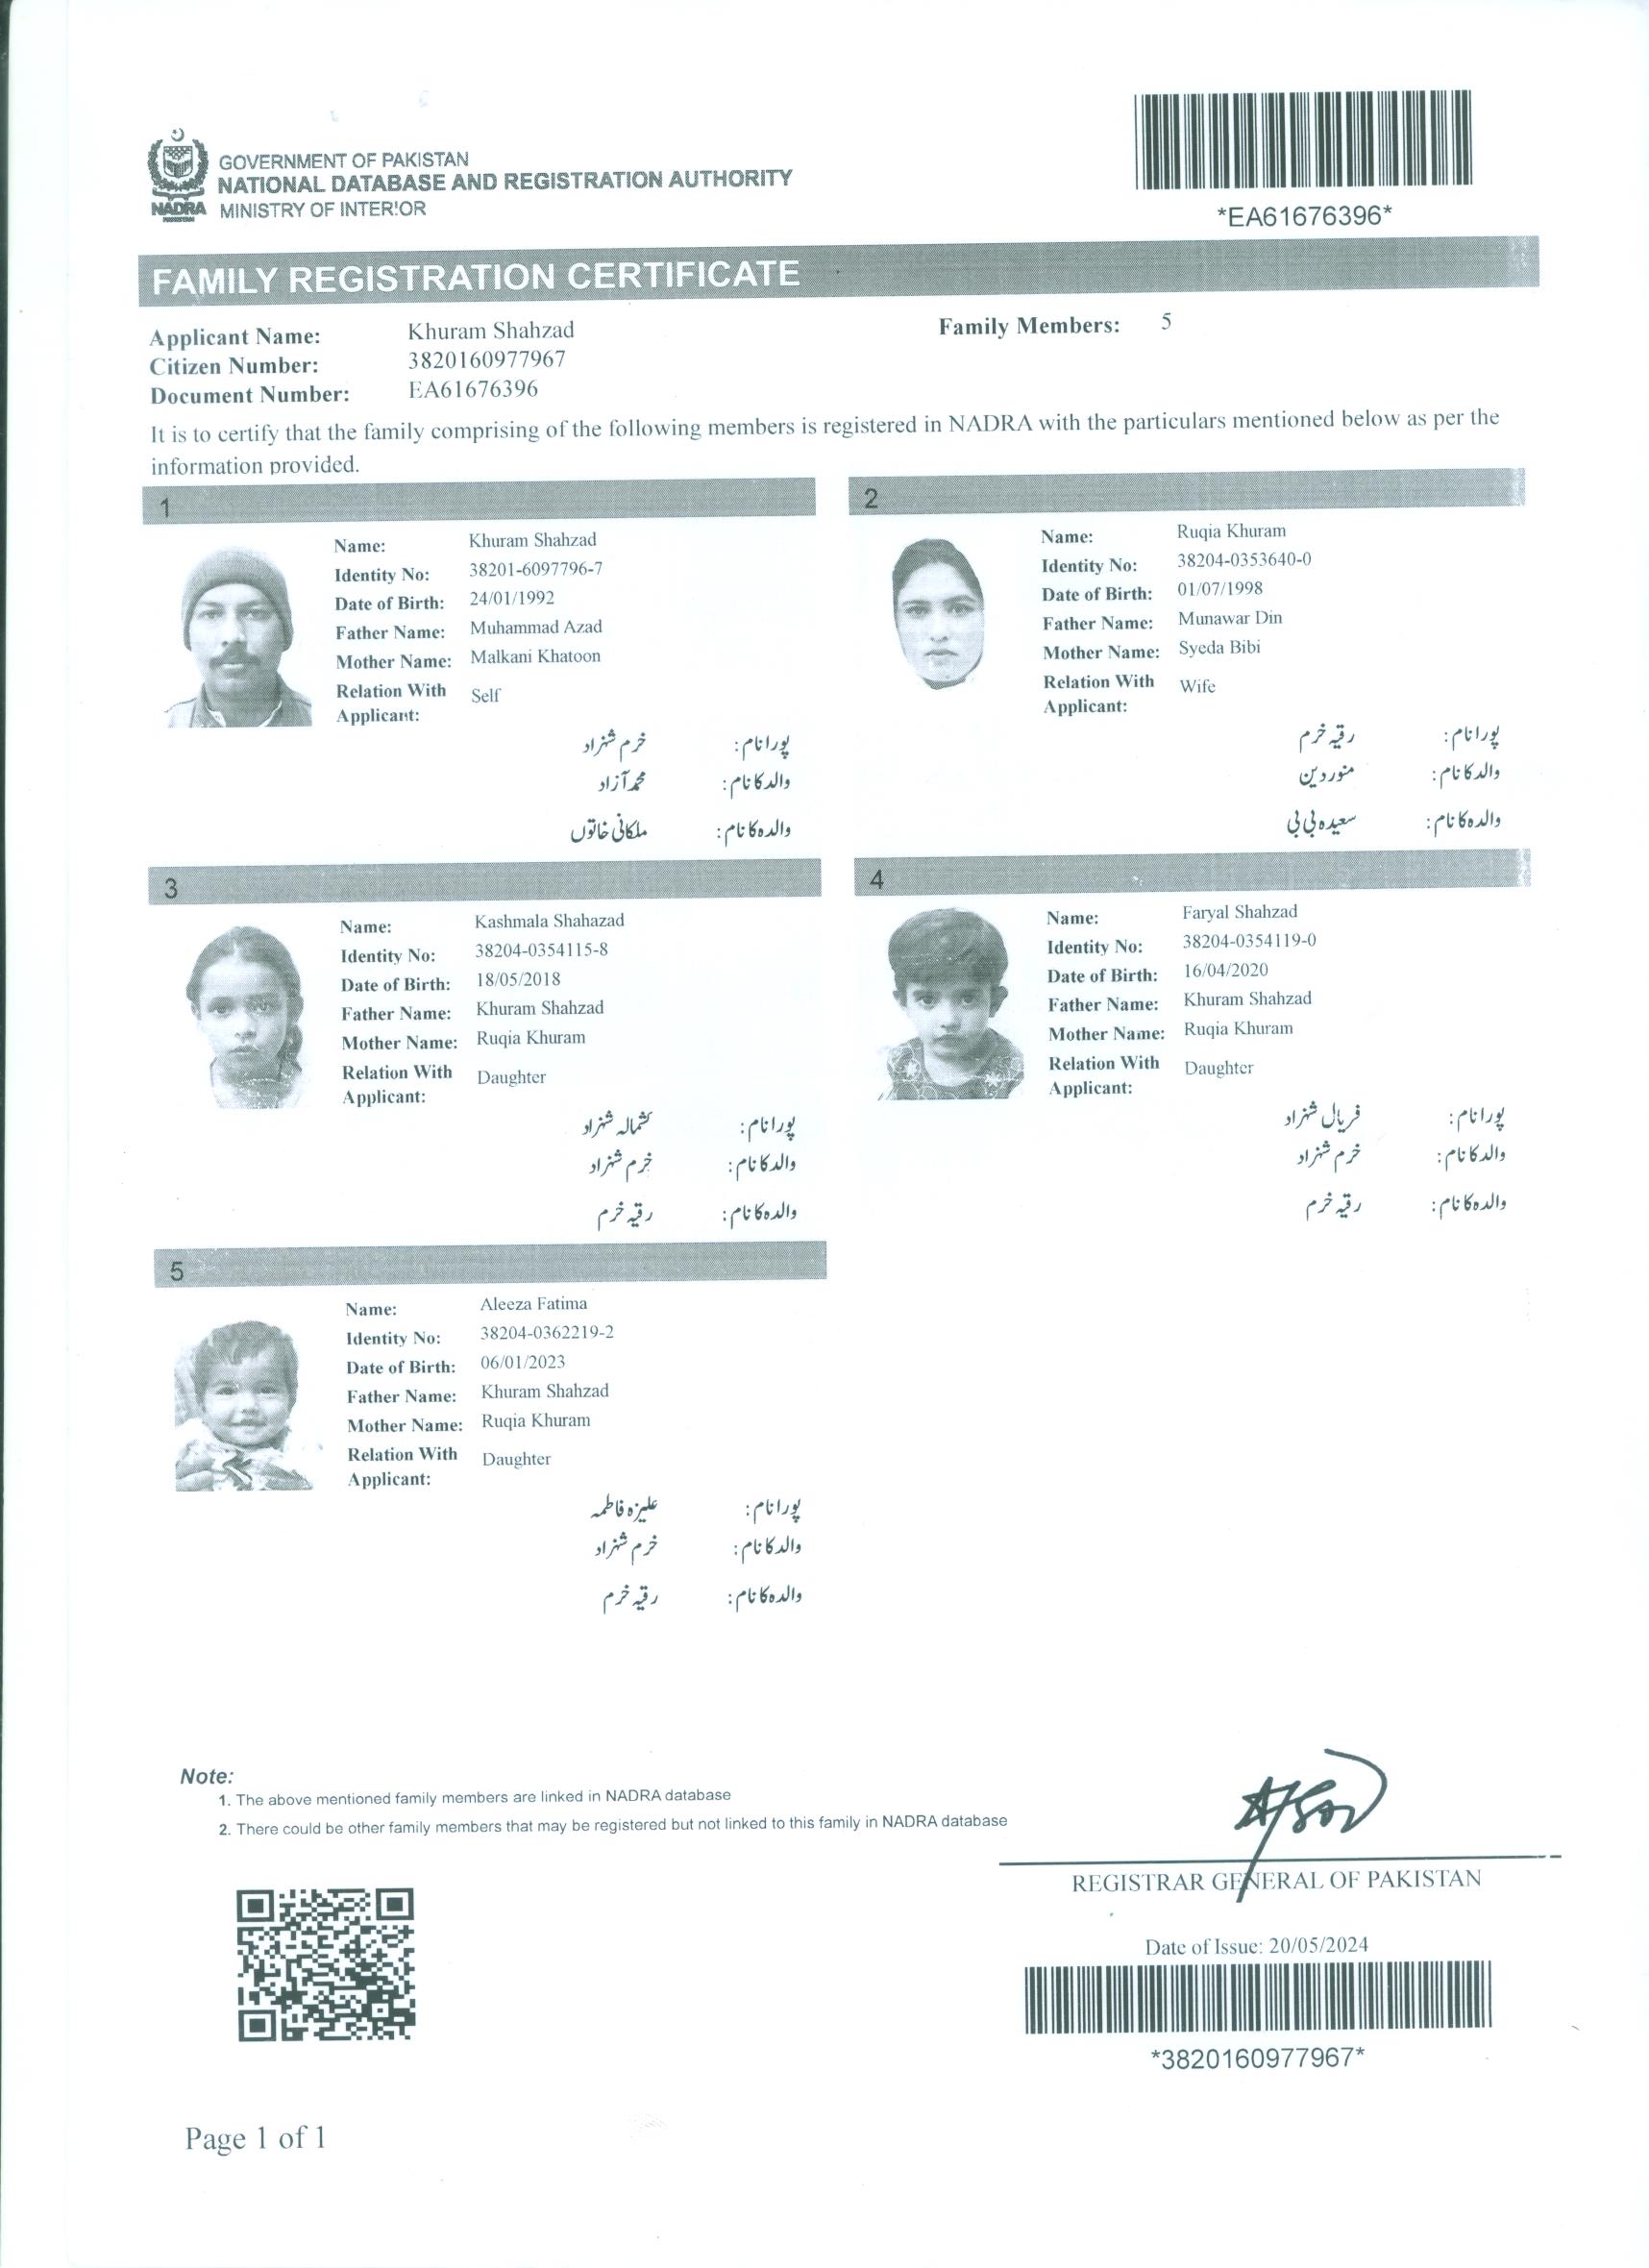 GOVERNMENT OF PAKISTAN
NATIONAL DATABASE AND REGISTRATION AUTHORITY
NADRA MINISTRY OF INTERIOR
*EA61676396*
FAMILY REGISTRATION CERTIFICATE
Applicant Name: Khuram Shahzad
Family Members: 5
Citizen Number: 3820160977967
Document Number: EA61676396
It is to certify that the family comprising of the following members is registered in NADRA with the particulars mentioned below as per the
information provided.
1
Name: Khuram Shahzad
Identity No: 38201-6097796-7
Date of Birth: 24/01/1992
Father Name: Muhammad Azad
Mother Name: Malkani Khatoon
Relation With Self
Applicant:
پورا نام: خرم شہزاد
والد کا نام: محمد آزاد
والدہ کا نام: ملکانی خاتوں
2
Name: Ruqia Khuram
Identity No: 38204-0353640-0
Date of Birth: 01/07/1998
Father Name: Munawar Din
Mother Name: Syeda Bibi
Relation With Wife
Applicant:
پورا نام: رقیہ خرم
والد کا نام: منور دین
والدہ کا نام: سعیدہ بی بی
3
Name: Kashmala Shahazad
Identity No: 38204-0354115-8
Date of Birth: 18/05/2018
Father Name: Khuram Shahzad
Mother Name: Ruqia Khuram
Relation With Daughter
Applicant:
پورا نام: کشمالہ شہزاد
والد کا نام: خرم شہزاد
والدہ کا نام: رقیہ خرم
4
Name: Faryal Shahzad
Identity No: 38204-0354119-0
Date of Birth: 16/04/2020
Father Name: Khuram Shahzad
Mother Name: Ruqia Khuram
Relation With Daughter
Applicant:
پورا نام: فریال شہزاد
والد کا نام: خرم شہزاد
والدہ کا نام: رقیہ خرم
5
Name: Aleeza Fatima
Identity No: 38204-0362219-2
Date of Birth: 06/01/2023
Father Name: Khuram Shahzad
Mother Name: Ruqia Khuram
Relation With Daughter
Applicant:
پورا نام: علیزہ فاطمہ
والد کا نام: خرم شہزاد
والدہ کا نام: رقیہ خرم
Note:
1. The above mentioned family members are linked in NADRA database
2. There could be other family members that may be registered but not linked to this family in NADRA database
REGISTRAR GENERAL OF PAKISTAN
Date of Issue: 20/05/2024
*3820160977967*
Page 1 of 1